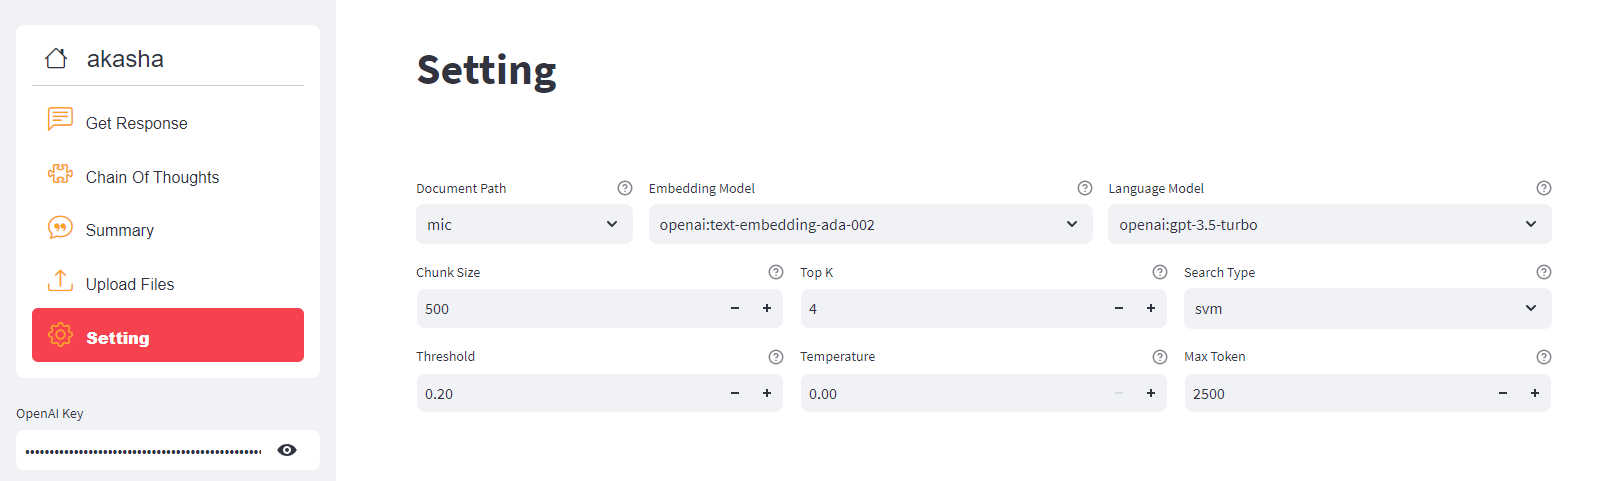 akasha
Get Response
Chain Of Thoughts
Summary
Upload Files
Setting
OpenAI Key
Setting
Document Path
Embedding Model
Language Model
mic
openai:text-embedding-ada-002
openai:gpt-3.5-turbo
Chunk Size
Top K
Search Type
500
4
svm
Threshold
Temperature
Max Token
0.20
0.00
2500